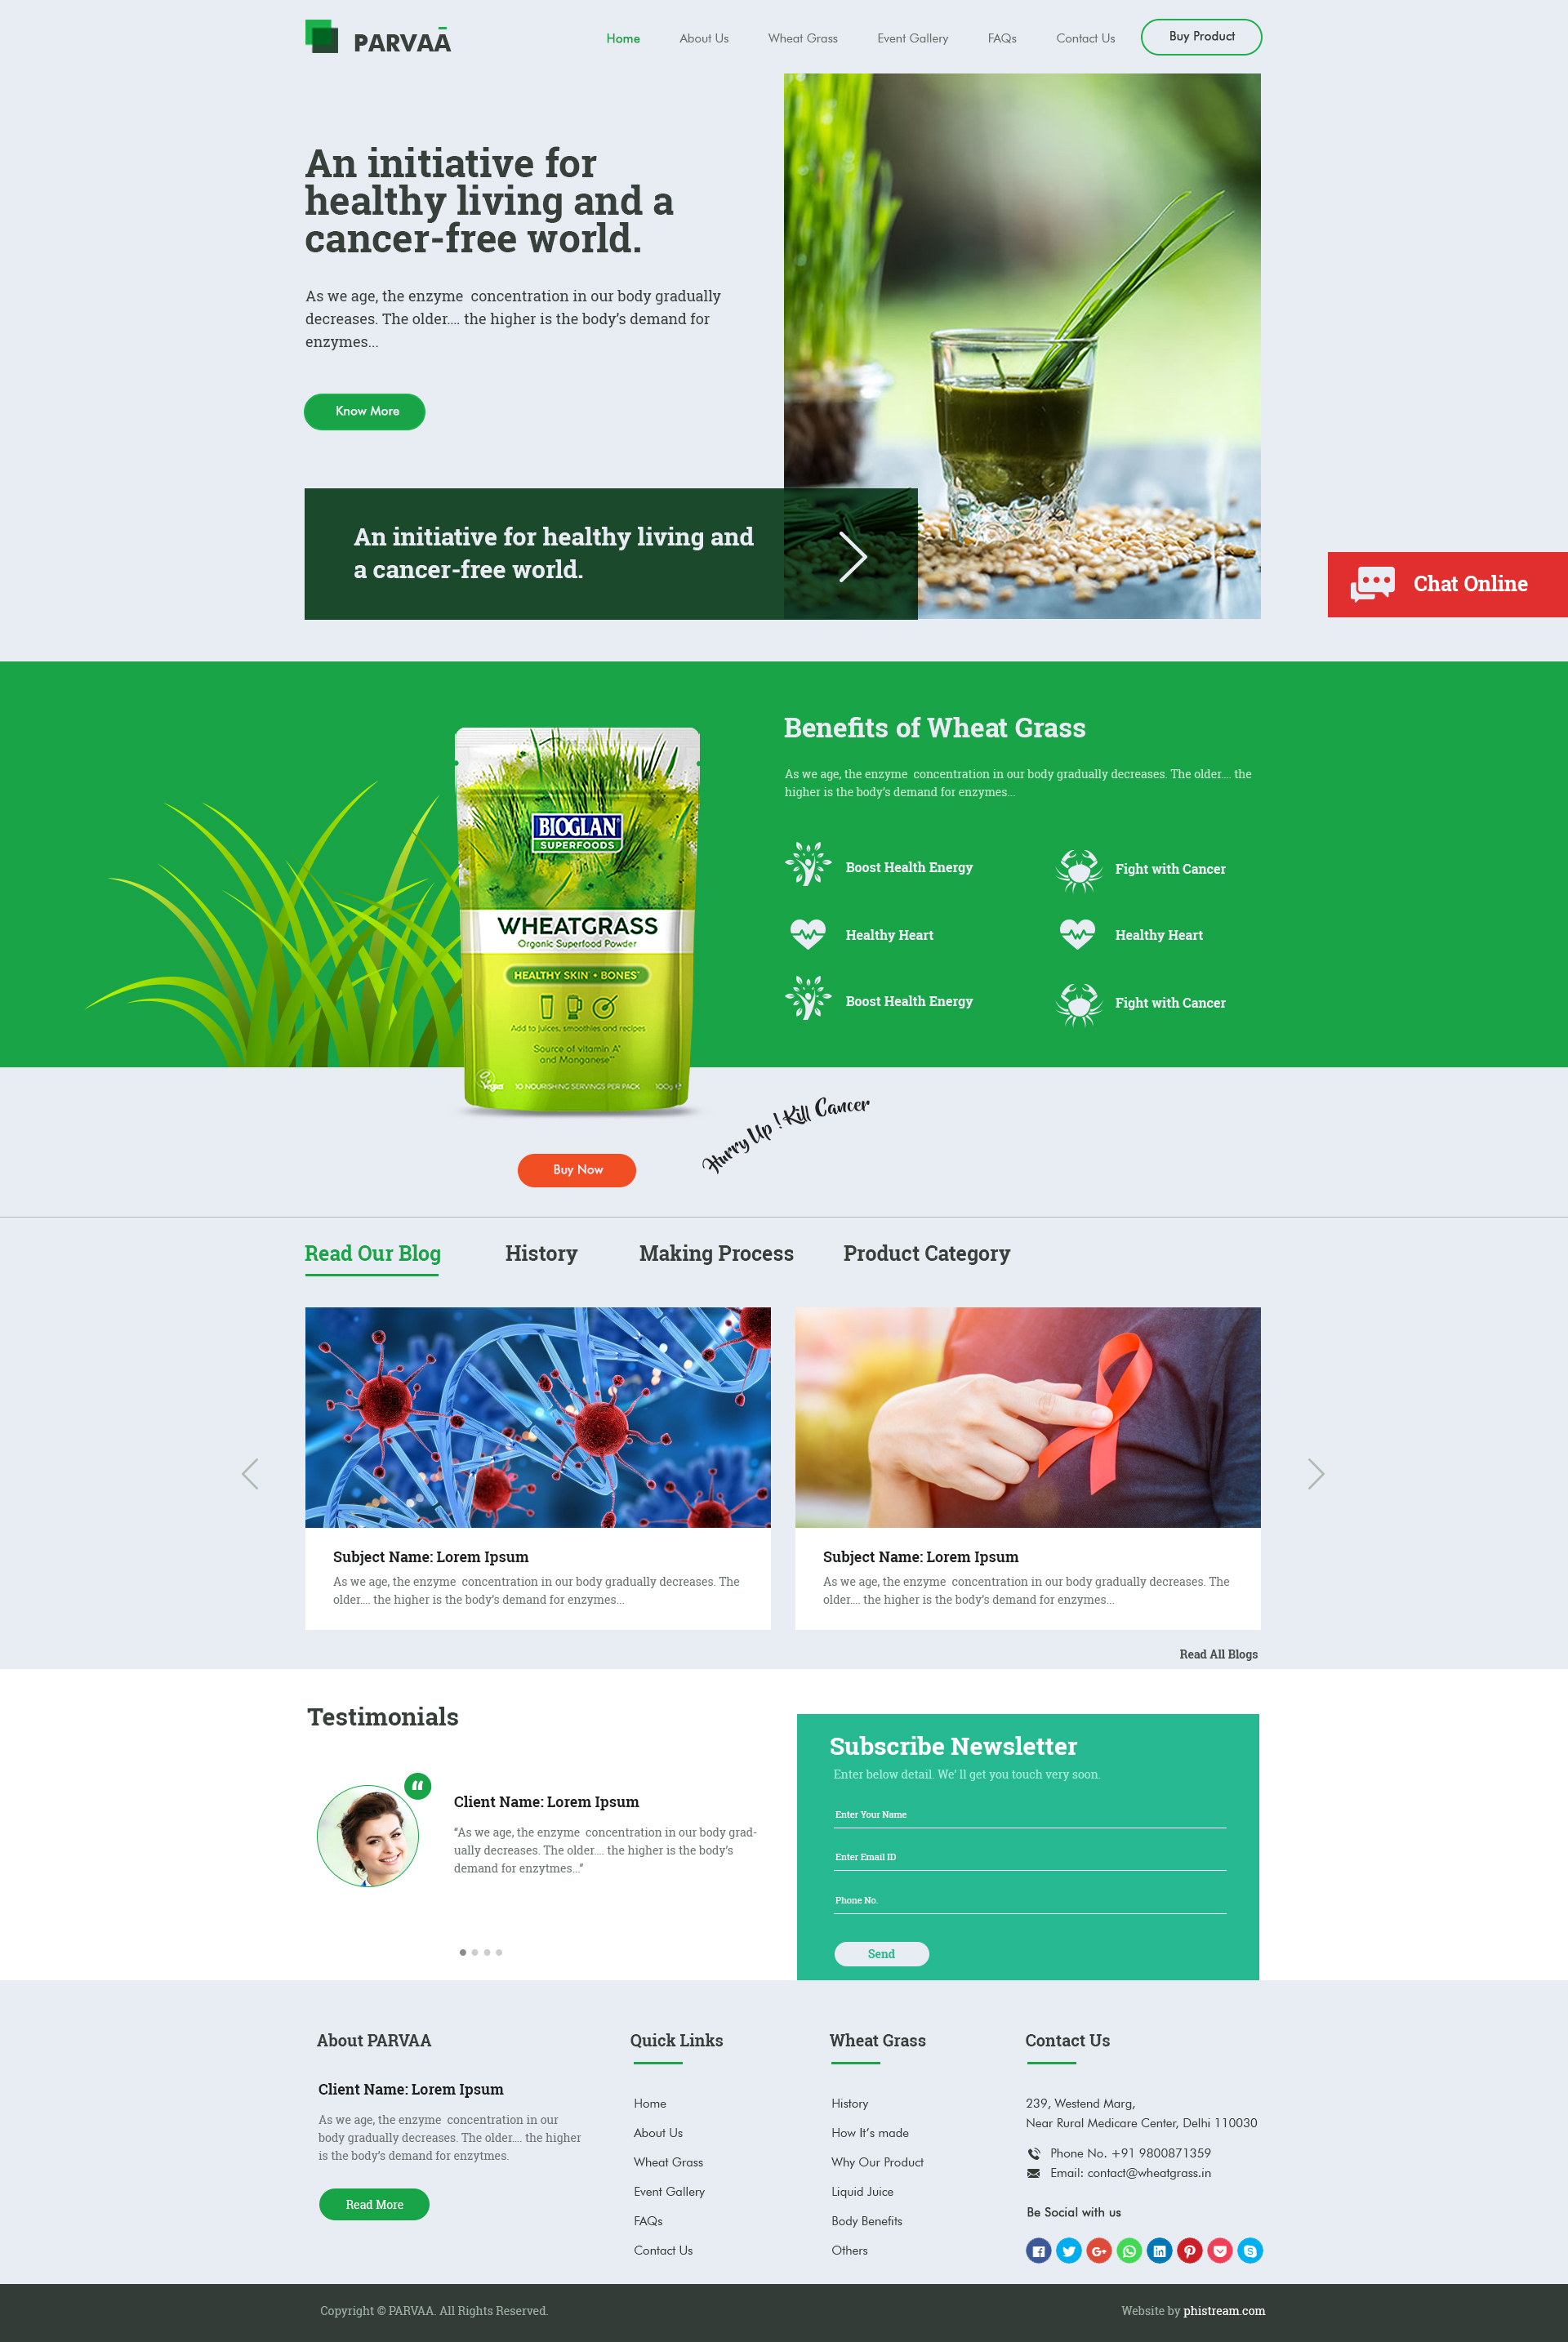 PARVAĀ
Home
About Us
Wheat Grass
Event Gallery
FAQs
Contact Us
Buy Product
An initiative for
healthy living and a
cancer-free world.
As we age, the enzyme concentration in our body gradually
decreases. The older.... the higher is the body’s demand for
enzymes...
Know More
An initiative for healthy living and
a cancer-free world.
Chat Online
BIOGLAN®
SUPERFOODS
WHEATGRASS
Organic Superfood Powder
HEALTHY SKIN* • BONES*
Add to juices, smoothies and recipes
Source of vitamin A*
and Manganese**
vegan
10 NOURISHING SERVINGS PER PACK
100g e
Benefits of Wheat Grass
As we age, the enzyme concentration in our body gradually decreases. The older.... the
higher is the body’s demand for enzymes...
Boost Health Energy
Fight with Cancer
Healthy Heart
Healthy Heart
Boost Health Energy
Fight with Cancer
Hurry Up ! Kill Cancer
Buy Now
Read Our Blog
History
Making Process
Product Category
Subject Name: Lorem Ipsum
As we age, the enzyme concentration in our body gradually decreases. The
older.... the higher is the body’s demand for enzymes...
Subject Name: Lorem Ipsum
As we age, the enzyme concentration in our body gradually decreases. The
older.... the higher is the body’s demand for enzymes...
Read All Blogs
Testimonials
Client Name: Lorem Ipsum
“As we age, the enzyme concentration in our body grad-
ually decreases. The older.... the higher is the body’s
demand for enzytmes...”
Subscribe Newsletter
Enter below detail. We’ ll get you touch very soon.
Enter Your Name
Enter Email ID
Phone No.
Send
About PARVAA
Client Name: Lorem Ipsum
As we age, the enzyme concentration in our
body gradually decreases. The older.... the higher
is the body’s demand for enzytmes.
Read More
Quick Links
Home
About Us
Wheat Grass
Event Gallery
FAQs
Contact Us
Wheat Grass
History
How It’s made
Why Our Product
Liquid Juice
Body Benefits
Others
Contact Us
239, Westend Marg,
Near Rural Medicare Center, Delhi 110030
Phone No. +91 9800871359
Email: contact@wheatgrass.in
Be Social with us
Copyright © PARVAA. All Rights Reserved.
Website by phistream.com